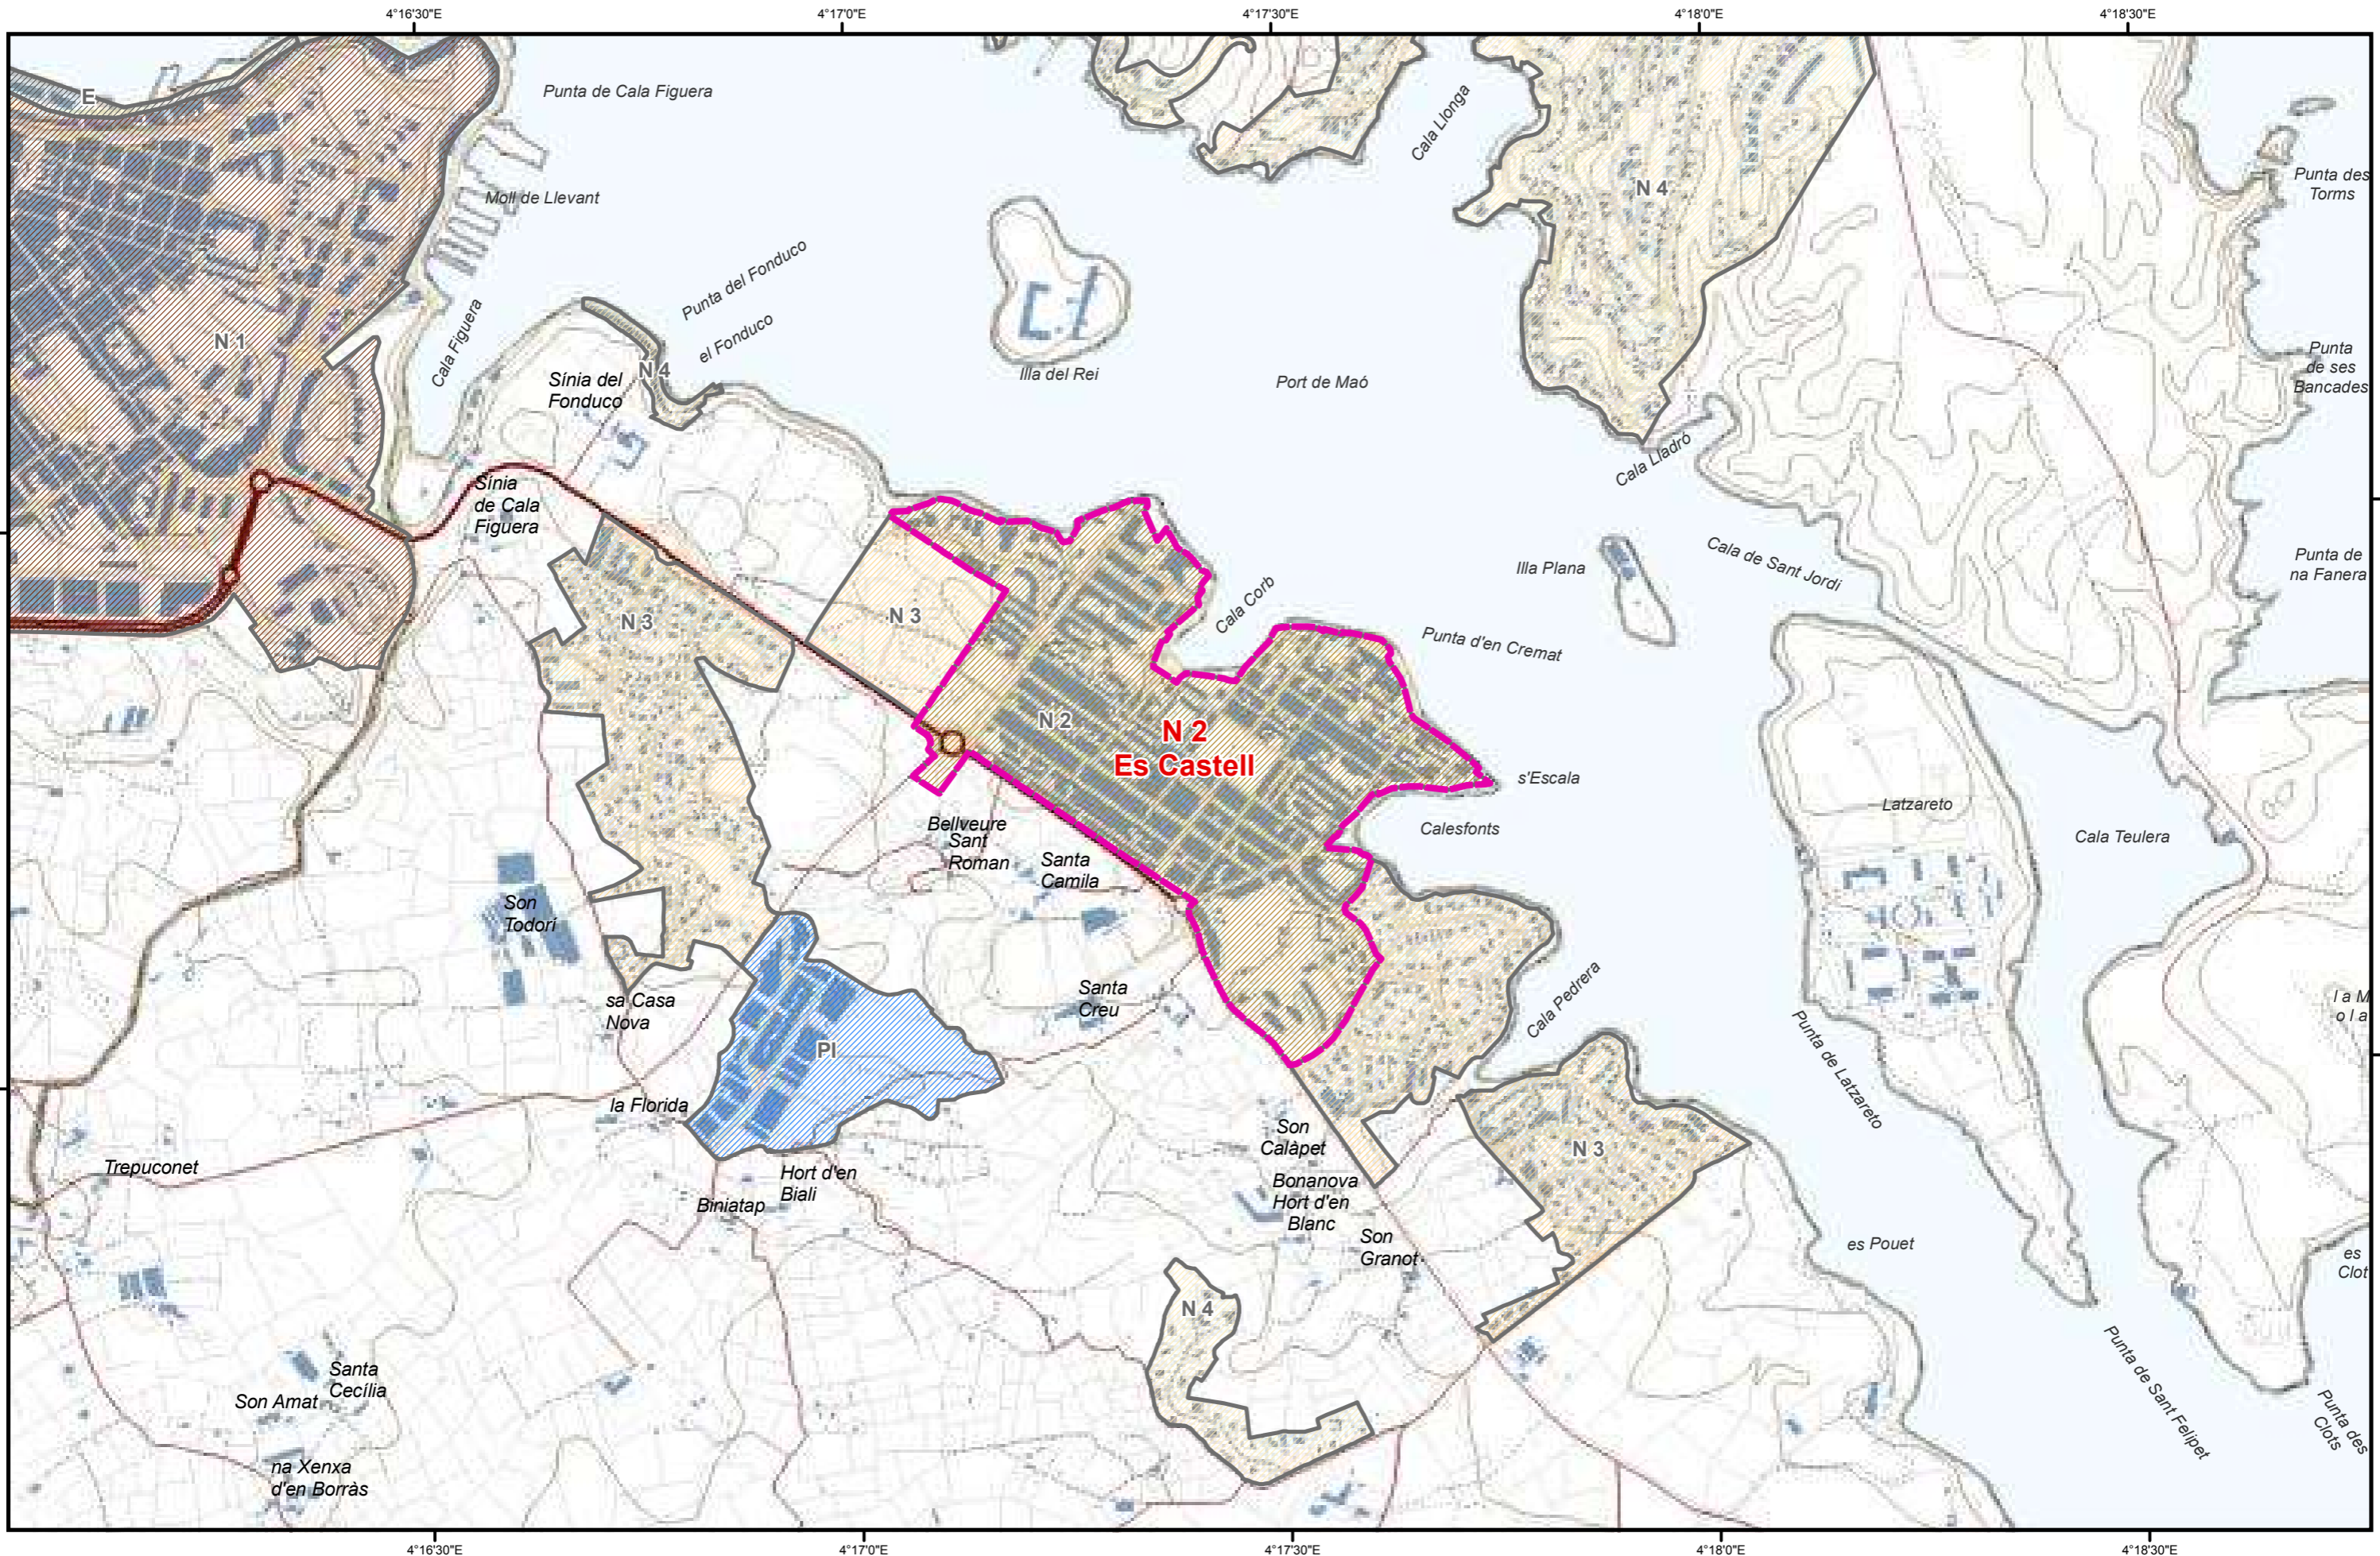 4°16'30"E
4°17'0"E
4°17'30"E
4°18'0"E
4°18'30"E
E
Punta de Cala Figuera
Moll de Llevant
Cala Llonga
N 4
Punta des
Torms
Punta del Fonduco
el Fonduco
Cala Figuera
N 1
N 4
Sínia del
Fonduco
Illa del Rei
Port de Maó
Punta
de ses
Bancades
Cala Lladró
Sínia
de Cala
Figuera
Illa Plana
Cala de Sant Jordi
Punta de
na Fanera
N 3
N 3
Cala Corb
Punta d'en Cremat
N 2
N 2
Es Castell
s'Escala
Calesfonts
Latzareto
Cala Teulera
Bellveure
Sant
Roman
Santa
Camila
Son
Todorí
sa Casa
Nova
Santa
Creu
Cala Pedrera
la M
o l a
PI
Punta de Latzareto
la Florida
Trepuconet
Hort d'en
Biali
Biniatap
Son
Calàpet
Bonanova
Hort d'en
Blanc
Son
Granot
N 3
es Pouet
es
Clot
N 4
Santa
Cecília
Son Amat
na Xenxa
d'en Borràs
Punta de Sant Felipet
Punta des
Clots
4°16'30"E
4°17'0"E
4°17'30"E
4°18'0"E
4°18'30"E